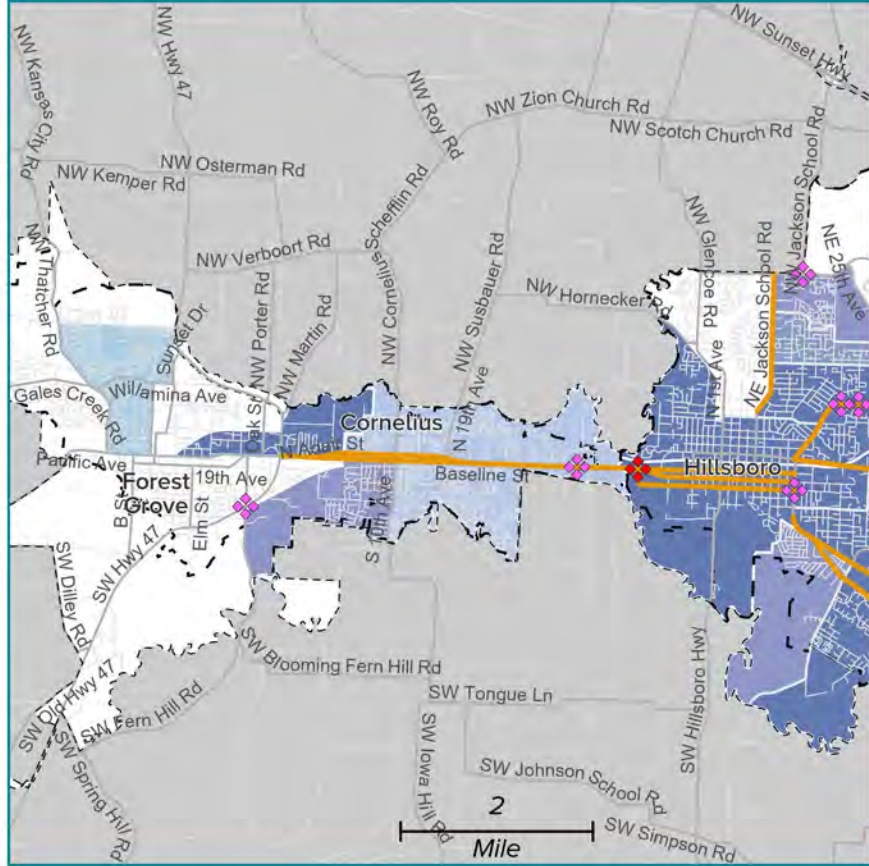 NW Sunset Hwy
NW Kansas City Rd
NW Hwy 47
NW Roy Rd
NW Zion Church Rd
NW Scotch Church Rd
NW Jackson School Rd
NW Osterman Rd
NW Kemper Rd
NW Cornelius Schefflin Rd
NW Verboort Rd
NW Thatcher Rd
NW Glencoe Rd
NE Jackson School Rd
NE 25th Ave
NW Hornecker Rd
NW Susbauer Rd
Sunset Dr
NW Porter Rd
NW Martin Rd
Willamina Ave
Gales Creek Rd
Oak St
Cornelius
N 19th Ave
N 1st Ave
N Adair St
Pacific Ave
19th Ave
Baseline St
Hillsboro
Forest
Grove
B St
Elm St
SW Hwy 47
SW Dilley Rd
SW Blooming Fern Hill Rd
SW Old Hwy 47
SW Fern Hill Rd
SW Tongue Ln
SW Hillsboro Hwy
SW Spring Hill Rd
SW Iowa Hill Rd
SW Johnson School Rd
SW Simpson Rd
2
Mile